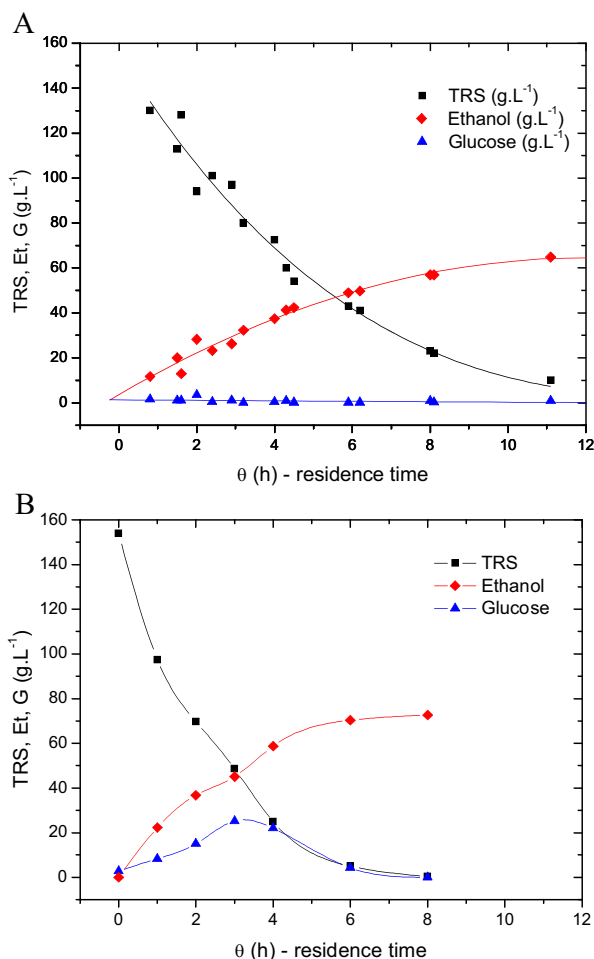 A
160
140
120
100
80
60
40
20
0
TRS, Et, G (g.L⁻¹)
TRS (g.L⁻¹)
Ethanol (g.L⁻¹)
Glucose (g.L⁻¹)
0 2 4 6 8 10 12
θ (h) - residence time
B
160
140
120
100
80
60
40
20
0
TRS, Et, G (g.L⁻¹)
TRS
Ethanol
Glucose
0 2 4 6 8 10 12
θ (h) - residence time